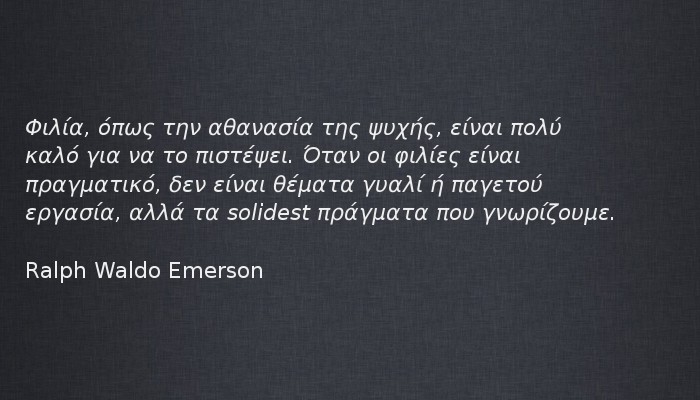 Φιλία, όπως την αθανασία της ψυχής, είναι πολύ
καλό για να το πιστέψει. Όταν οι φιλίες είναι
πραγματικό, δεν είναι θέματα γυαλί ή παγετού
εργασία, αλλά τα solidest πράγματα που γνωρίζουμε.
Ralph Waldo Emerson